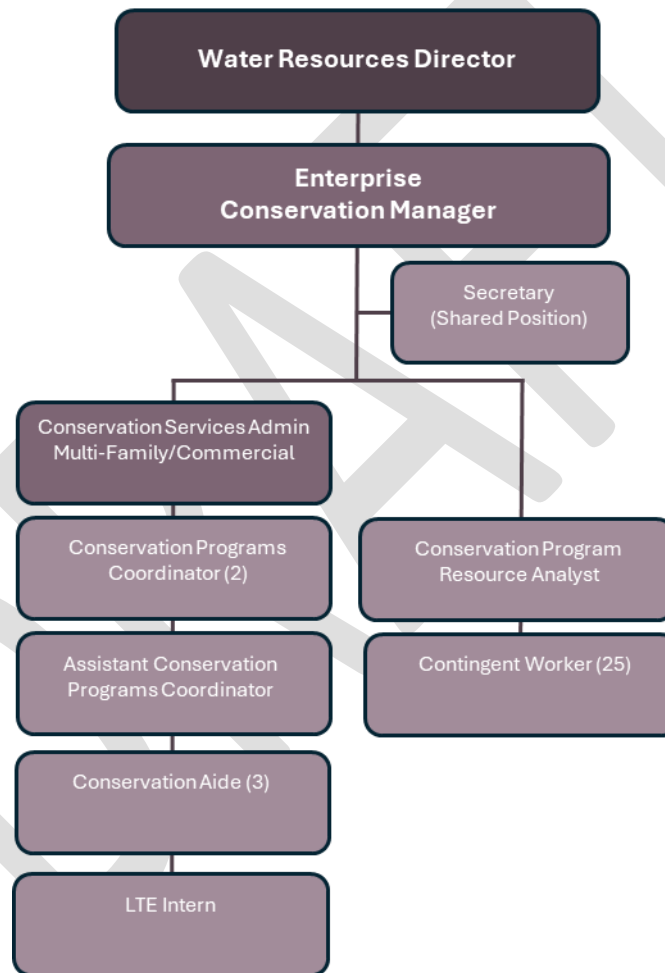 Water Resources Director
Enterprise
Conservation Manager
Secretary
(Shared Position)
Conservation Services Admin
Multi-Family/Commercial
Conservation Programs
Coordinator (2)
Conservation Program
Resource Analyst
Assistant Conservation
Programs Coordinator
Contingent Worker (25)
Conservation Aide (3)
LTE Intern